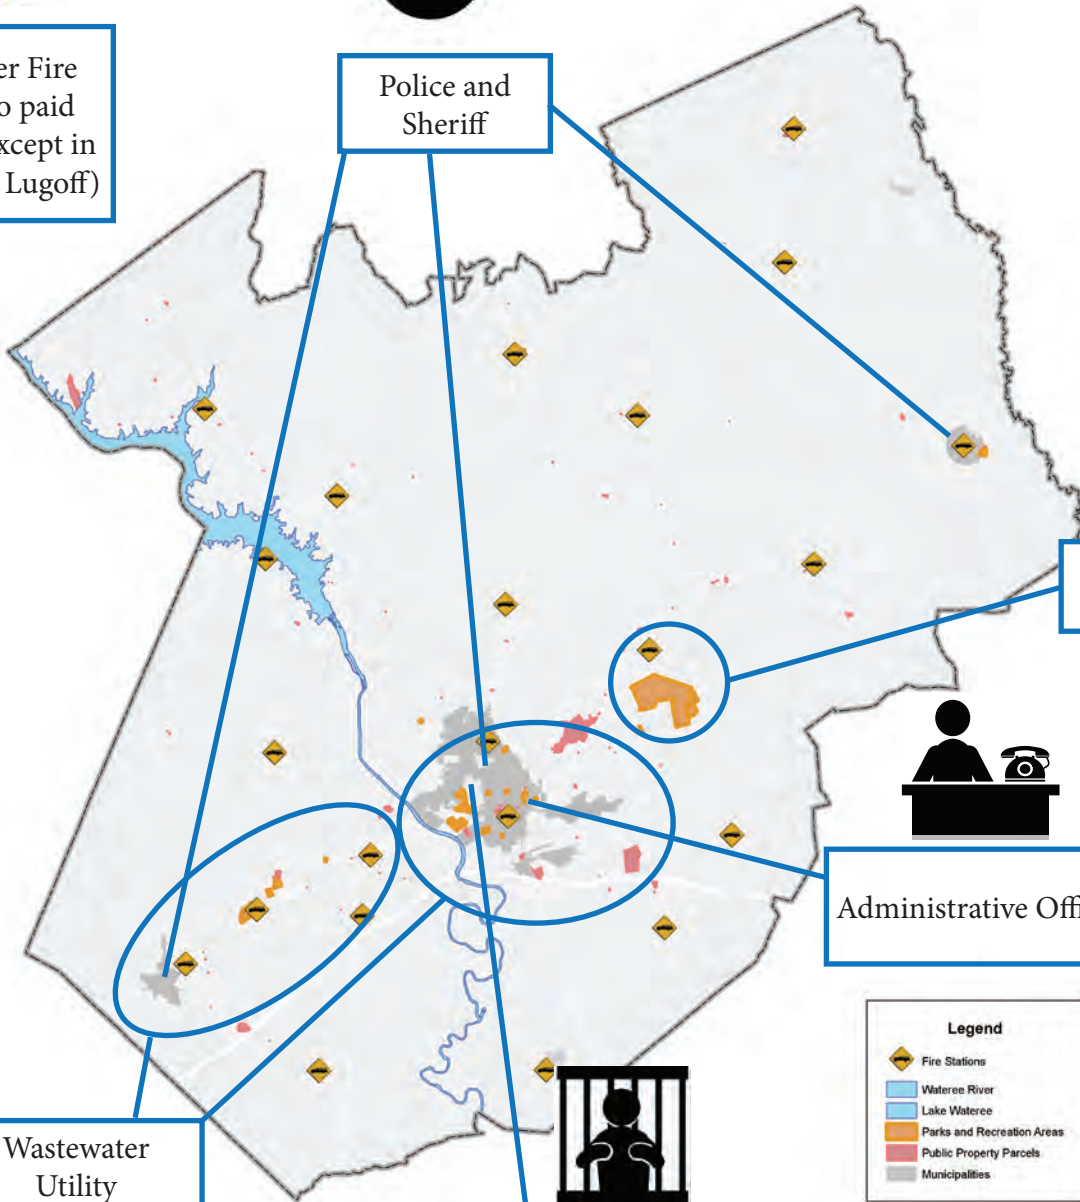 er Fire
o paid
xcept in
Lugoff)
Police and
Sheriff
Administrative Offi
Legend
Fire Stations
Wateree River
Lake Wateree
Parks and Recreation Areas
Public Property Parcels
Municipalities
Wastewater
Utility